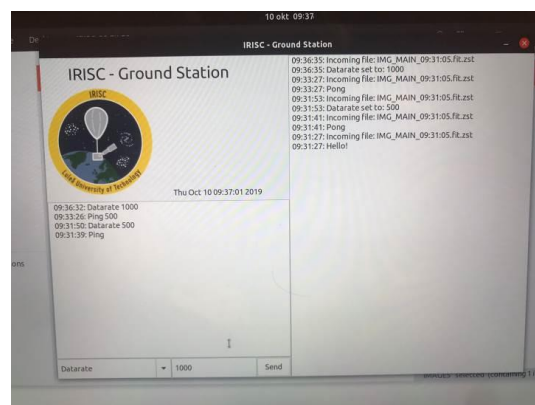 10 okt 09:37
IRISC - Ground Station
IRISC - Ground Station
IRISC
Luleå University of Technology
Thu Oct 10 09:37:01 2019
09:36:32: Datarate 1000
09:33:26: Ping 500
09:31:50: Datarate 500
09:31:39: Ping
Datarate
1000
Send
09:36:35: Incoming file: IMG_MAIN_09:31:05.fit.zst
09:36:35: Datarate set to: 1000
09:33:27: Incoming file: IMG_MAIN_09:31:05.fit.zst
09:33:27: Pong
09:31:53: Incoming file: IMG_MAIN_09:31:05.fit.zst
09:31:53: Datarate set to: 500
09:31:41: Incoming file: IMG_MAIN_09:31:05.fit.zst
09:31:41: Pong
09:31:27: Incoming file: IMG_MAIN_09:31:05.fit.zst
09:31:27: Hello!
ons